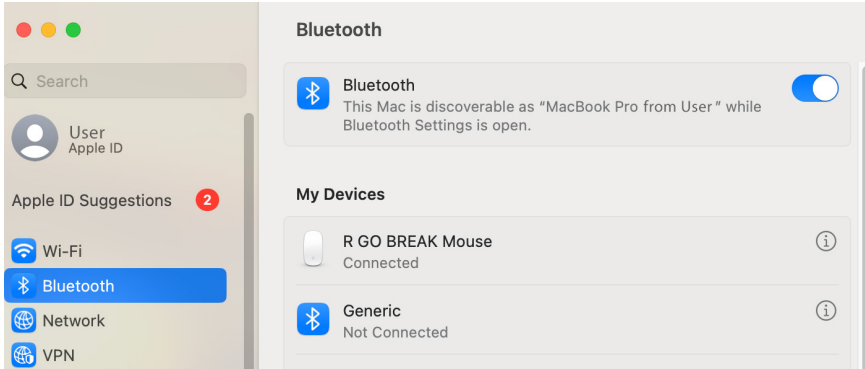 Search
User
Apple ID
Apple ID Suggestions
2
Wi-Fi
Bluetooth
Network
VPN
Bluetooth
Bluetooth
This Mac is discoverable as “MacBook Pro from User” while
Bluetooth Settings is open.
My Devices
R GO BREAK Mouse
Connected
Generic
Not Connected